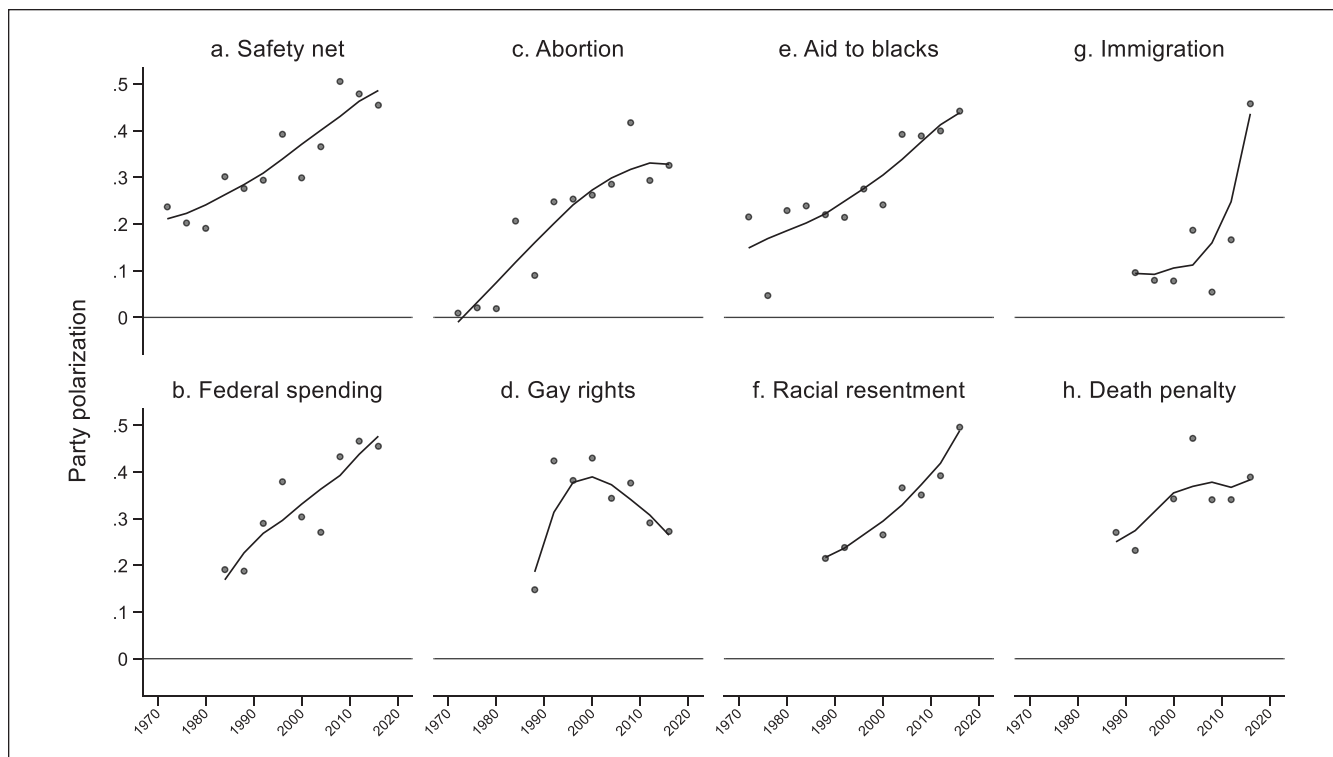 a. Safety net
c. Abortion
e. Aid to blacks
g. Immigration
.5
.4
.3
.2
.1
0
Party polarization
b. Federal spending
d. Gay rights
f. Racial resentment
h. Death penalty
.5
.4
.3
.2
.1
0
1970 1980 1990 2000 2010 2020
1970 1980 1990 2000 2010 2020
1970 1980 1990 2000 2010 2020
1970 1980 1990 2000 2010 2020